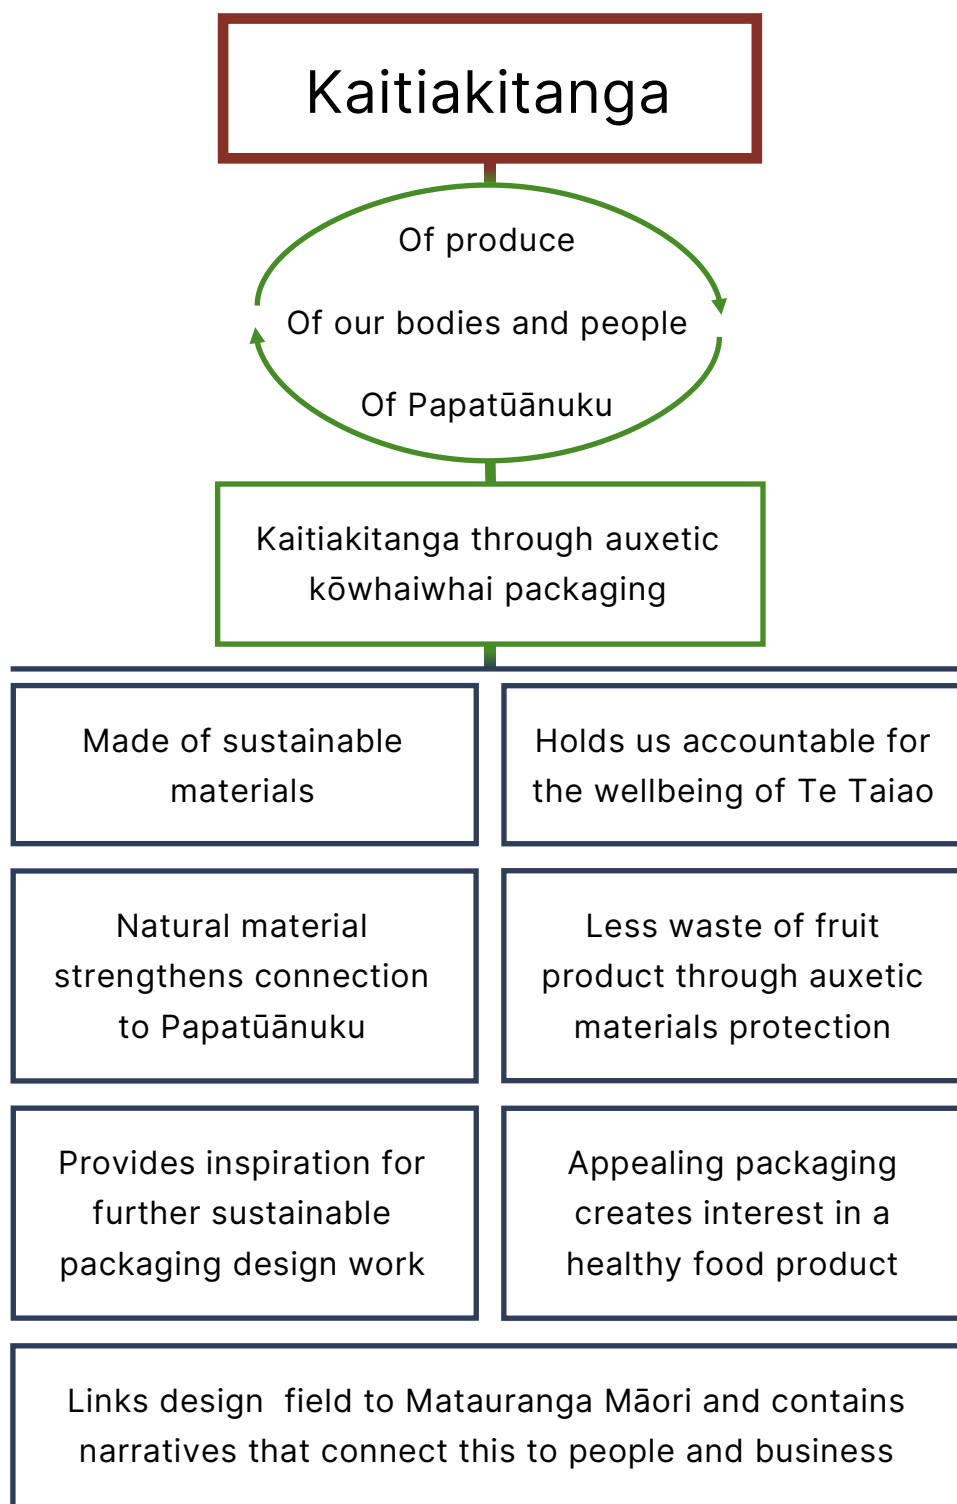 Kaitiakitanga
Of produce
Of our bodies and people
Of Papatūānuku
Kaitiakitanga through auxetic
kōwhaiwhai packaging
Made of sustainable
materials
Holds us accountable for
the wellbeing of Te Taiao
Natural material
strengthens connection
to Papatūānuku
Less waste of fruit
product through auxetic
materials protection
Provides inspiration for
further sustainable
packaging design work
Appealing packaging
creates interest in a
healthy food product
Links design  field to Matauranga Māori and contains
narratives that connect this to people and business